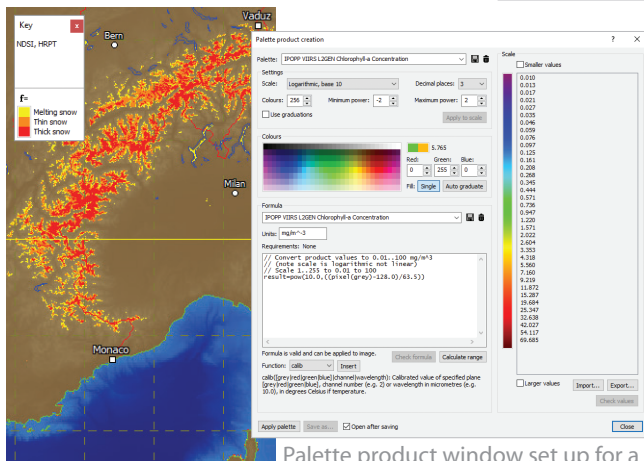 Key
x
NDSI, HRPT
f=
Melting snow
Thin snow
Thick snow
Vaduz
Bern
Milan
Monaco
Palette product creation
? X
Palette: IPOPP VIIRS L2GEN Chlorophyll-a Concentration
Settings
Scale: Logarithmic, base 10 Decimal places: 3
Colours: 256 Minimum power: -2 Maximum power: 2
Use graduations Apply to scale
Colours
5.765
Red: Green: Blue:
0 255 0
Fill: Single Auto graduate
Formula
IPOPP VIIRS L2GEN Chlorophyll-a Concentration
Units: mg/m^-3
Requirements: None
// Convert product values to 0.01..100 mg/m^3
// (note scale is logarithmic not linear)
// Scale 1..255 to 0.01 to 100
result=pow(10.0,((pixel(grey)-128.0)/63.5))
Formula is valid and can be applied to image. Check formula Calculate range
Function: calib Insert
calib([grey|red|green|blue]|channel|wavelength): Calibrated value of specified plane
[grey|red|green|blue], channel number (e.g. 2) or wavelength in micrometres (e.g.
10.0), in degrees Celsius if temperature.
Apply palette Save as... Open after saving
Scale
Smaller values
0.010
0.013
0.017
0.021
0.027
0.035
0.046
0.059
0.076
0.097
0.125
0.161
0.208
0.268
0.345
0.444
0.571
0.736
0.947
1.220
1.571
2.022
2.604
3.353
4.318
5.560
7.160
9.219
11.872
15.287
19.684
25.347
32.638
42.027
54.117
69.685
Larger values Import... Export...
Check values
Close
Palette product window set up for a